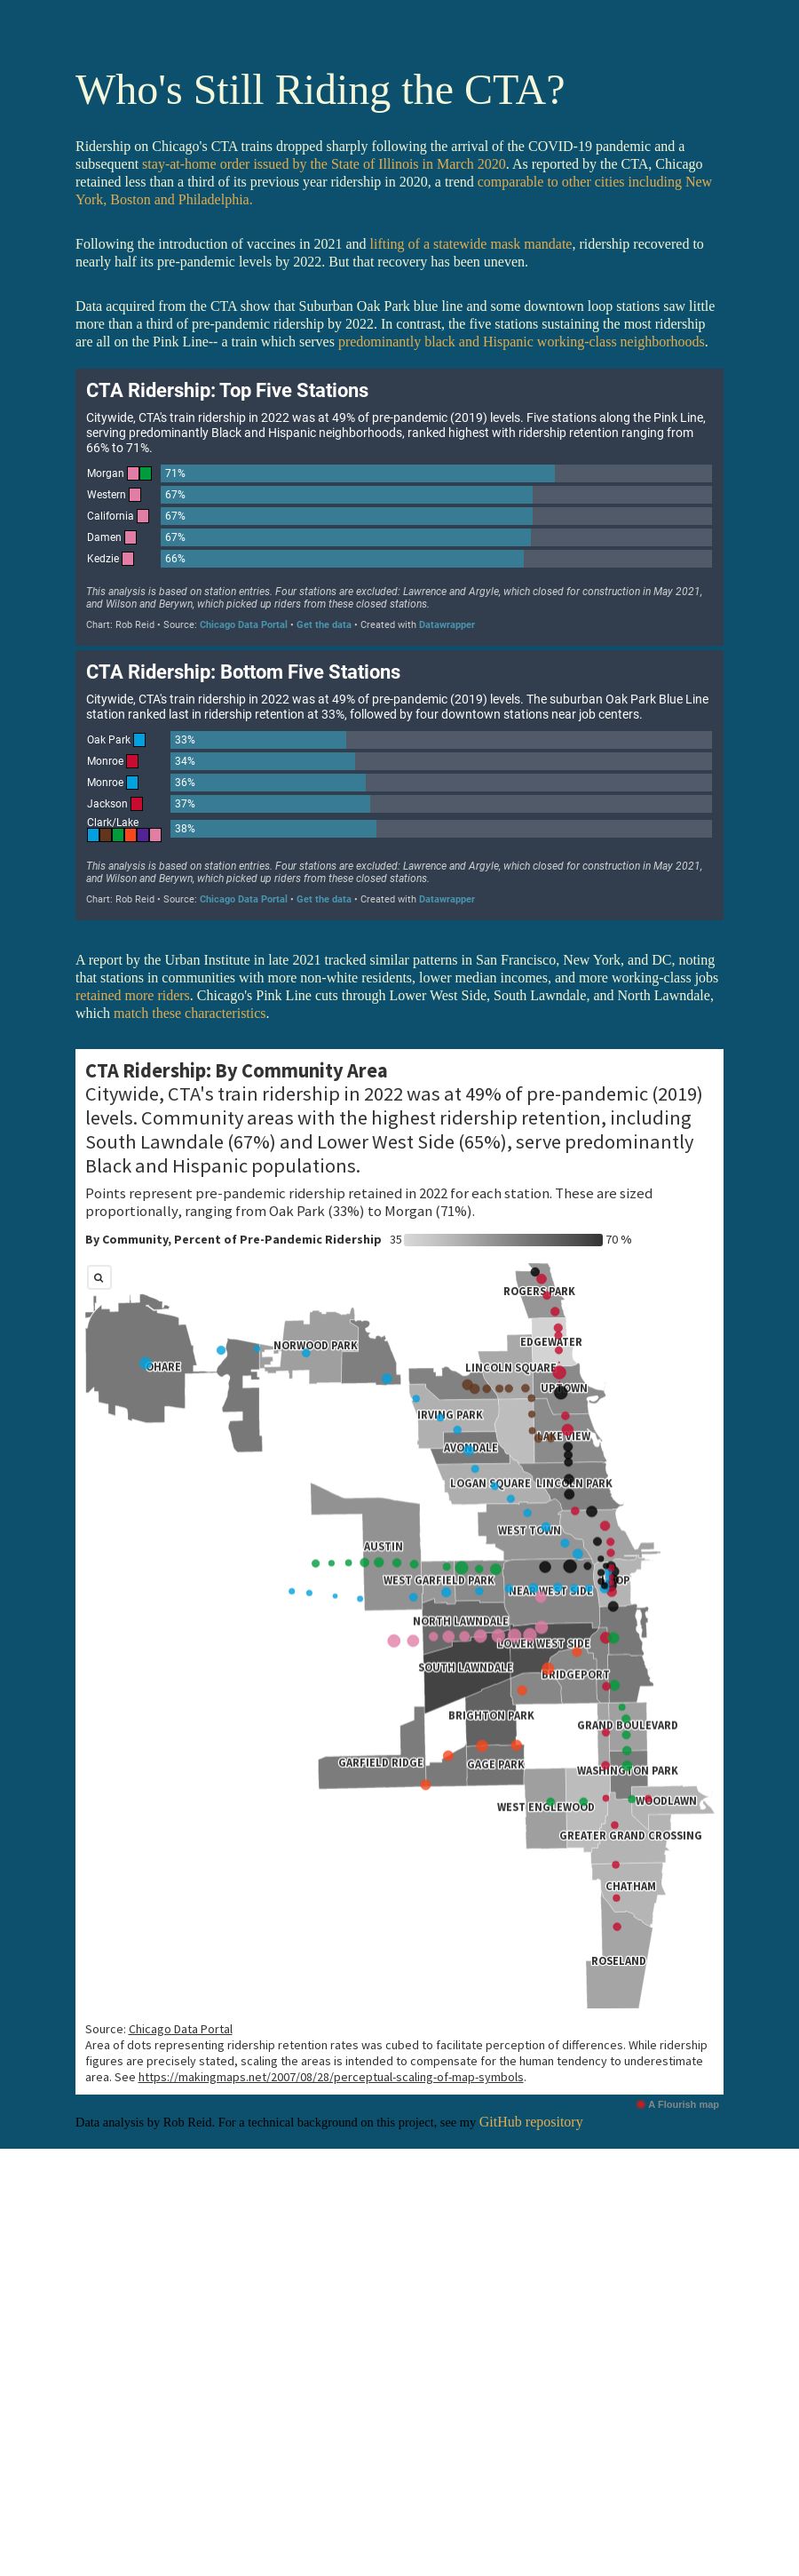 Who's Still Riding the CTA?
Ridership on Chicago's CTA trains dropped sharply following the arrival of the COVID-19 pandemic and a
subsequent stay-at-home order issued by the State of Illinois in March 2020. As reported by the CTA, Chicago
retained less than a third of its previous year ridership in 2020, a trend comparable to other cities including New
York, Boston and Philadelphia.
Following the introduction of vaccines in 2021 and lifting of a statewide mask mandate, ridership recovered to
nearly half its pre-pandemic levels by 2022. But that recovery has been uneven.
Data acquired from the CTA show that Suburban Oak Park blue line and some downtown loop stations saw little
more than a third of pre-pandemic ridership by 2022. In contrast, the five stations sustaining the most ridership
are all on the Pink Line-- a train which serves predominantly black and Hispanic working-class neighborhoods.
CTA Ridership: Top Five Stations
Citywide, CTA's train ridership in 2022 was at 49% of pre-pandemic (2019) levels. Five stations along the Pink Line,
serving predominantly Black and Hispanic neighborhoods, ranked highest with ridership retention ranging from
66% to 71%.
Morgan 71%
Western 67%
California 67%
Damen 67%
Kedzie 66%
This analysis is based on station entries. Four stations are excluded: Lawrence and Argyle, which closed for construction in May 2021,
and Wilson and Berywn, which picked up riders from these closed stations.
Chart: Rob Reid • Source: Chicago Data Portal • Get the data • Created with Datawrapper
CTA Ridership: Bottom Five Stations
Citywide, CTA's train ridership in 2022 was at 49% of pre-pandemic (2019) levels. The suburban Oak Park Blue Line
station ranked last in ridership retention at 33%, followed by four downtown stations near job centers.
Oak Park 33%
Monroe 34%
Monroe 36%
Jackson 37%
Clark/Lake 38%
This analysis is based on station entries. Four stations are excluded: Lawrence and Argyle, which closed for construction in May 2021,
and Wilson and Berywn, which picked up riders from these closed stations.
Chart: Rob Reid • Source: Chicago Data Portal • Get the data • Created with Datawrapper
A report by the Urban Institute in late 2021 tracked similar patterns in San Francisco, New York, and DC, noting
that stations in communities with more non-white residents, lower median incomes, and more working-class jobs
retained more riders. Chicago's Pink Line cuts through Lower West Side, South Lawndale, and North Lawndale,
which match these characteristics.
CTA Ridership: By Community Area
Citywide, CTA's train ridership in 2022 was at 49% of pre-pandemic (2019)
levels. Community areas with the highest ridership retention, including
South Lawndale (67%) and Lower West Side (65%), serve predominantly
Black and Hispanic populations.
Points represent pre-pandemic ridership retained in 2022 for each station. These are sized
proportionally, ranging from Oak Park (33%) to Morgan (71%).
By Community, Percent of Pre-Pandemic Ridership 35 70 %
ROGERS PARK
EDGEWATER
NORWOOD PARK
OHARE
LINCOLN SQUARE
UPTOWN
IRVING PARK
LAKE VIEW
AVONDALE
LOGAN SQUARE LINCOLN PARK
WEST TOWN
AUSTIN
WEST GARFIELD PARK
NEAR WEST SIDE
NORTH LAWNDALE
LOWER WEST SIDE
SOUTH LAWNDALE
BRIDGEPORT
BRIGHTON PARK
GRAND BOULEVARD
GARFIELD RIDGE
GAGE PARK
WASHINGTON PARK
WOODLAWN
WEST ENGLEWOOD
GREATER GRAND CROSSING
CHATHAM
ROSELAND
Source: Chicago Data Portal
Area of dots representing ridership retention rates was cubed to facilitate perception of differences. While ridership
figures are precisely stated, scaling the areas is intended to compensate for the human tendency to underestimate
area. See https://makingmaps.net/2007/08/28/perceptual-scaling-of-map-symbols.
A Flourish map
Data analysis by Rob Reid. For a technical background on this project, see my GitHub repository